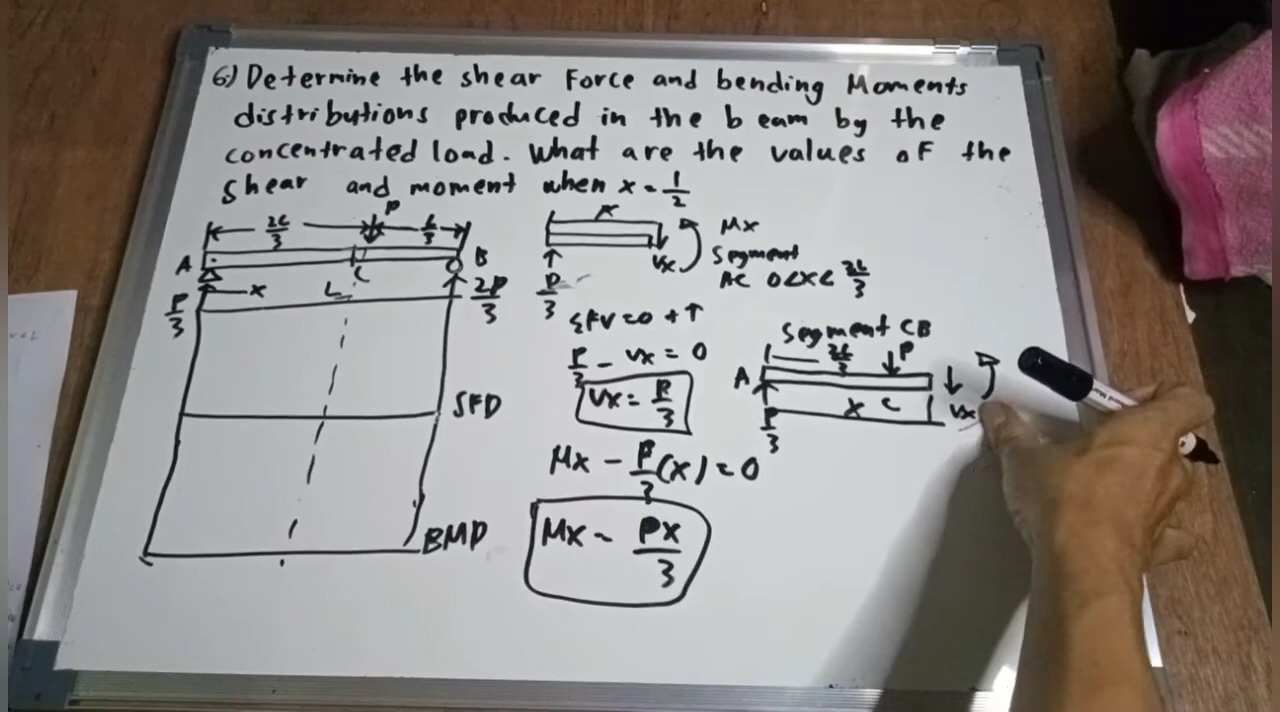 6.) Determine the shear Force and bending Moments
distributions produced in the beam by the
concentrated load. What are the values of the
shear and moment when x = 1/2
P
2L/3
L/3
A
B
C
x
L
P/3
2P/3
SFD
BMD
x
Mx
Vx
P/3
Segment
AC 0<x< 2L/3
ΣFV=0 +↑
P/3 - Vx = 0
Vx = P/3
Mx - P/3 (x) = 0
Mx = Px/3
Segment CB
2L/3
P
A
x
C
Vx
P/3